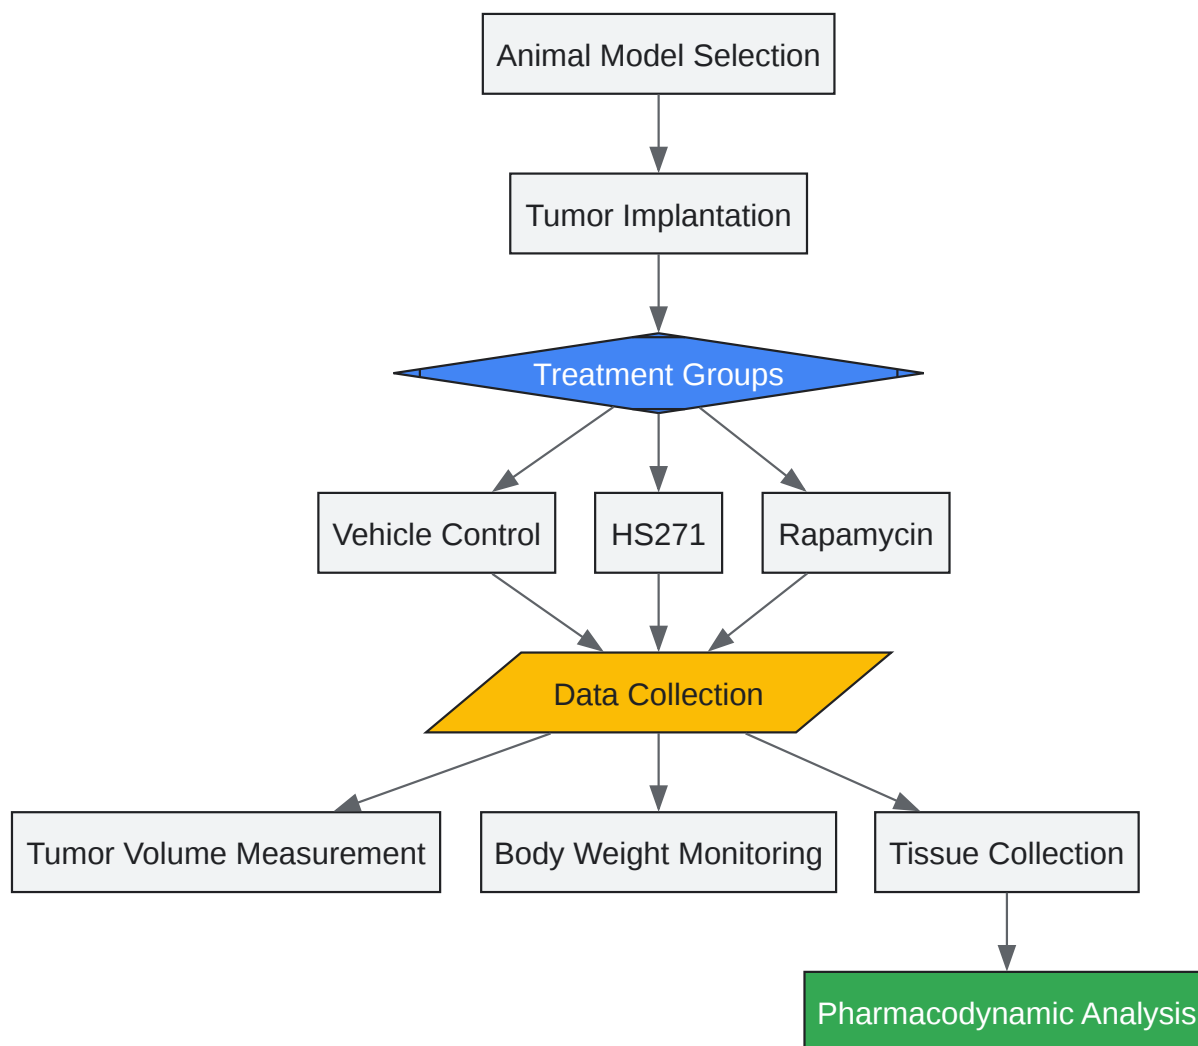 Animal Model Selection
Tumor Implantation
Treatment Groups
Vehicle Control
HS271
Rapamycin
Data Collection
Tumor Volume Measurement
Body Weight Monitoring
Tissue Collection
Pharmacodynamic Analysis